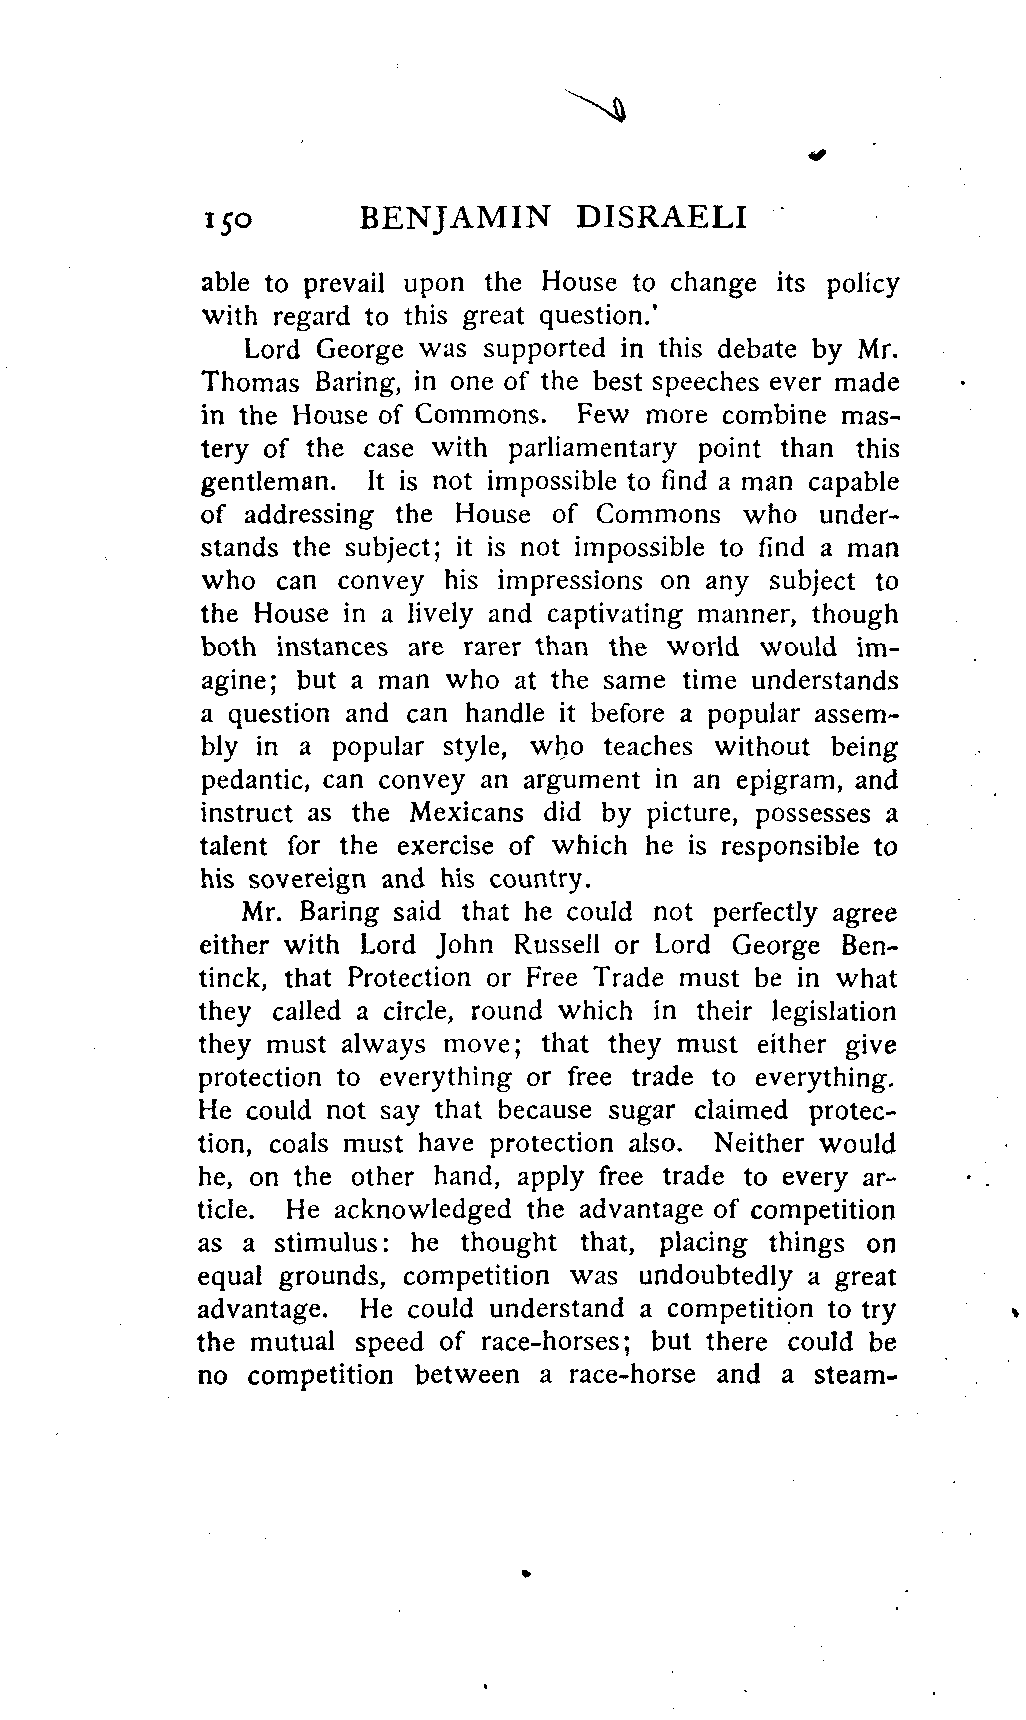 150 BENJAMIN DISRAELI
able to prevail upon the House to change its policy
with regard to this great question.'
Lord George was supported in this debate by Mr.
Thomas Baring, in one of the best speeches ever made
in the House of Commons. Few more combine mas-
tery of the case with parliamentary point than this
gentleman. It is not impossible to find a man capable
of addressing the House of Commons who under-
stands the subject; it is not impossible to find a man
who can convey his impressions on any subject to
the House in a lively and captivating manner, though
both instances are rarer than the world would im-
agine; but a man who at the same time understands
a question and can handle it before a popular assem-
bly in a popular style, who teaches without being
pedantic, can convey an argument in an epigram, and
instruct as the Mexicans did by picture, possesses a
talent for the exercise of which he is responsible to
his sovereign and his country.
Mr. Baring said that he could not perfectly agree
either with Lord John Russell or Lord George Ben-
tinck, that Protection or Free Trade must be in what
they called a circle, round which in their legislation
they must always move; that they must either give
protection to everything or free trade to everything.
He could not say that because sugar claimed protec-
tion, coals must have protection also. Neither would
he, on the other hand, apply free trade to every ar-
ticle. He acknowledged the advantage of competition
as a stimulus: he thought that, placing things on
equal grounds, competition was undoubtedly a great
advantage. He could understand a competition to try
the mutual speed of race-horses; but there could be
no competition between a race-horse and a steam-